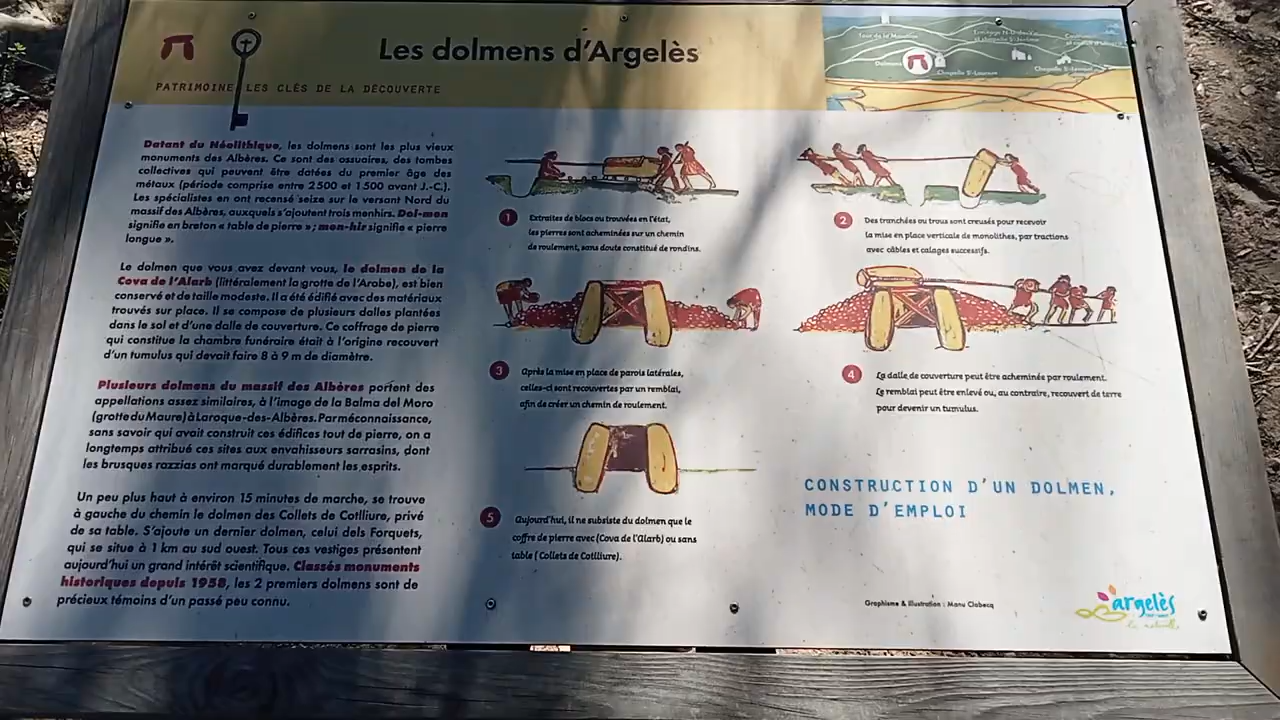 Les dolmens d'Argelès
PATRIMOINE LES CLÉS DE LA DÉCOUVERTE
Tour de la Massane
Dolmens
Chapelle St-Laurent
Datant du Néolithique, les dolmens sont les plus vieux
monuments des Albères. Ce sont des ossuaires, des tombes
collectives qui peuvent être datées du premier âge des
métaux (période comprise entre 2500 et 1500 avant J.-C.).
Les spécialistes en ont recensé seize sur le versant Nord du
massif des Albères, auxquels s'ajoutent trois menhirs. Dol-men
signifie en breton « table de pierre » ; men-hir signifie « pierre
longue ».
Le dolmen que vous avez devant vous, le dolmen de la
Cova de l'Alarb (littéralement la grotte de l'Arabe), est bien
conservé et de taille modeste. Il a été édifié avec des matériaux
trouvés sur place. Il se compose de plusieurs dalles plantées
dans le sol et d'une dalle de couverture. Ce coffrage de pierre
qui constitue la chambre funéraire était à l'origine recouvert
d'un tumulus qui devait faire 8 à 9 m de diamètre.
Plusieurs dolmens du massif des Albères portent des
appellations assez similaires, à l'image de la Balma del Moro
(grotte du Maure) à Laroque-des-Albères. Par méconnaissance,
sans savoir qui avait construit ces édifices tout de pierre, on a
longtemps attribué ces sites aux envahisseurs sarrasins, dont
les brusques razzias ont marqué durablement les esprits.
Un peu plus haut à environ 15 minutes de marche, se trouve
à gauche du chemin le dolmen des Collets de Cotlliure, privé
de sa table. S'ajoute un dernier dolmen, celui dels Forquets,
qui se situe à 1 km au sud ouest. Tous ces vestiges présentent
aujourd'hui un grand intérêt scientifique. Classés monuments
historiques depuis 1958, les 2 premiers dolmens sont de
précieux témoins d'un passé peu connu.
1 Extraites de blocs ou trouvées en l'état,
les pierres sont acheminées sur un chemin
de roulement, sans doute constitué de rondins.
2 Des tranchées ou trous sont creusés pour recevoir
la mise en place verticale de monolithes, par tractions
avec câbles et calages successifs.
3 Après la mise en place de parois latérales,
celles-ci sont recouvertes par un remblai,
afin de créer un chemin de roulement.
4 La dalle de couverture peut être acheminée par roulement.
Le remblai peut être enlevé ou, au contraire, recouvert de terre
pour devenir un tumulus.
5 Aujourd'hui, il ne subsiste du dolmen que le
coffre de pierre avec (Cova de l'Alarb) ou sans
table (Collets de Cotlliure).
CONSTRUCTION D'UN DOLMEN,
MODE D'EMPLOI
Graphisme & illustration : Manu Clabecq
argelès